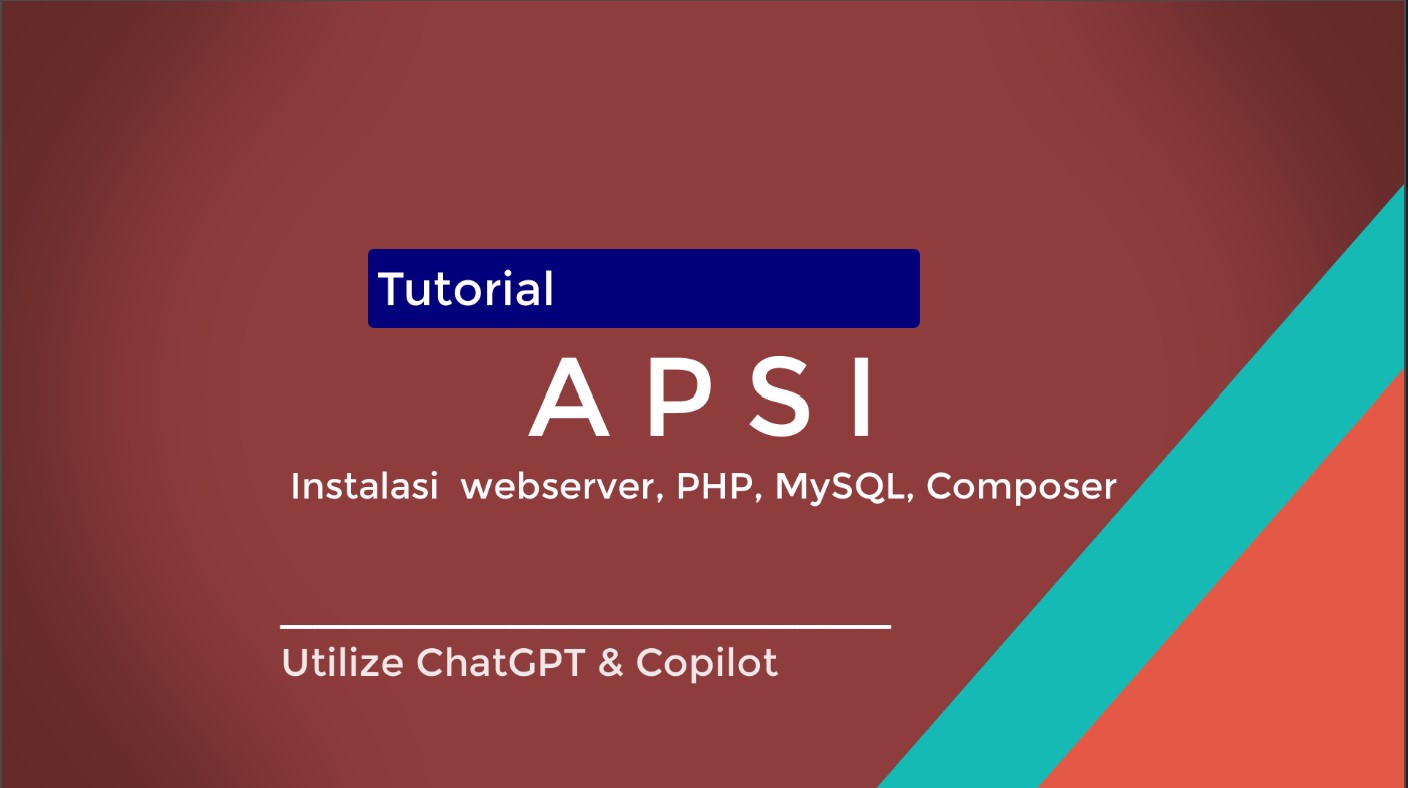 Tutorial
A P S I
Instalasi webserver, PHP, MySQL, Composer
Utilize ChatGPT & Copilot